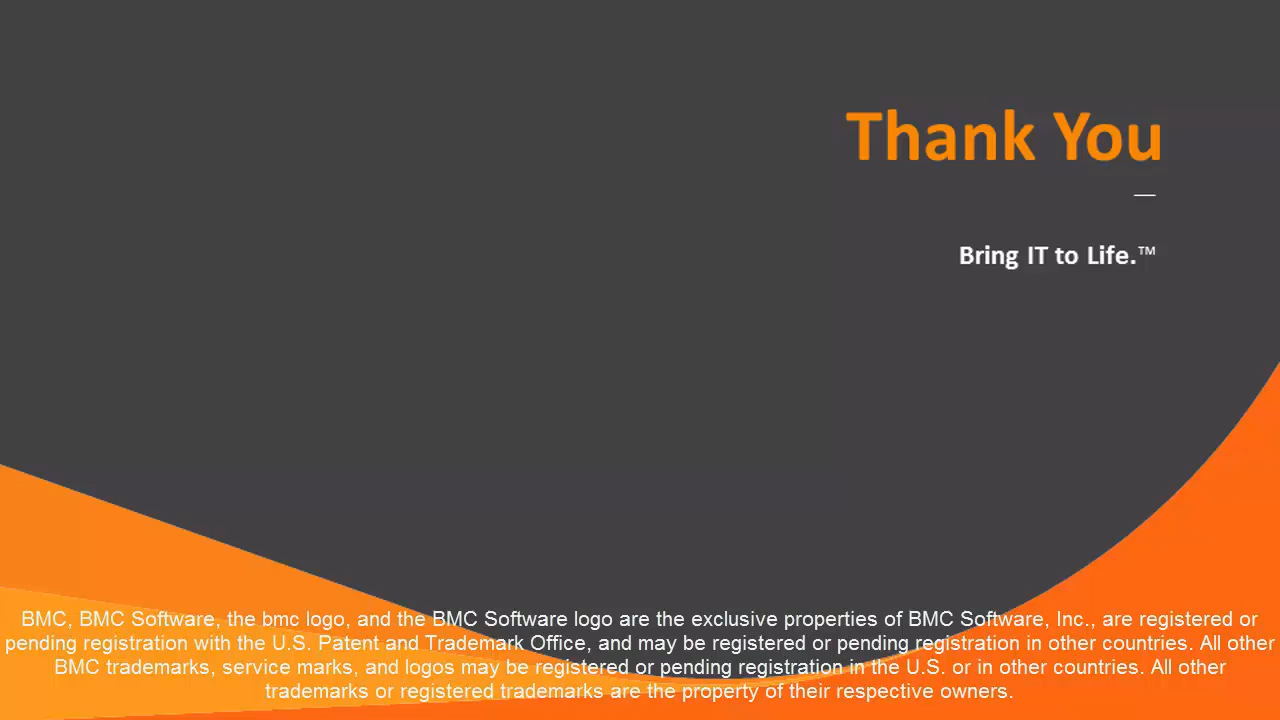 Thank You
—
Bring IT to Life.™
BMC, BMC Software, the bmc logo, and the BMC Software logo are the exclusive properties of BMC Software, Inc., are registered or
pending registration with the U.S. Patent and Trademark Office, and may be registered or pending registration in other countries. All other
BMC trademarks, service marks, and logos may be registered or pending registration in the U.S. or in other countries. All other
trademarks or registered trademarks are the property of their respective owners.